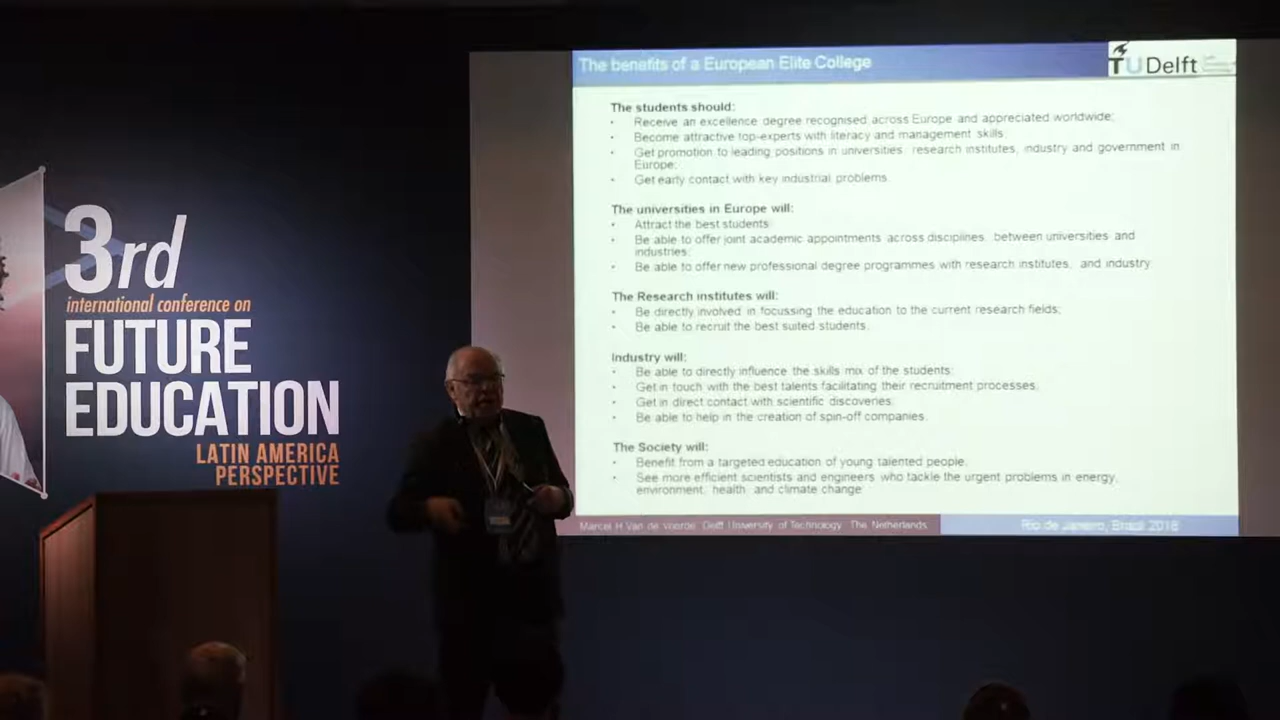 3rd
international conference on
FUTURE
EDUCATION
LATIN AMERICA
PERSPECTIVE
The benefits of a European Elite College
TU Delft
The students should:
• Receive an excellence degree recognised across Europe and appreciated worldwide;
• Become attractive top-experts with literacy and management skills;
• Get promotion to leading positions in universities, research institutes, industry and government in
Europe;
• Get early contact with key industrial problems.
The universities in Europe will:
• Attract the best students;
• Be able to offer joint academic appointments across disciplines, between universities and
industries;
• Be able to offer new professional degree programmes with research institutes, and industry
The Research institutes will:
• Be directly involved in focussing the education to the current research fields;
• Be able to recruit the best suited students.
Industry will:
• Be able to directly influence the skills mix of the students;
• Get in touch with the best talents facilitating their recruitment processes;
• Get in direct contact with scientific discoveries;
• Be able to help in the creation of spin-off companies.
The Society will:
• Benefit from a targeted education of young talented people;
• See more efficient scientists and engineers who tackle the urgent problems in energy,
environment, health, and climate change
Marcel H. Van de Voorde, Delft University of Technology, The Netherlands
Rio de Janeiro, Brasil 2016